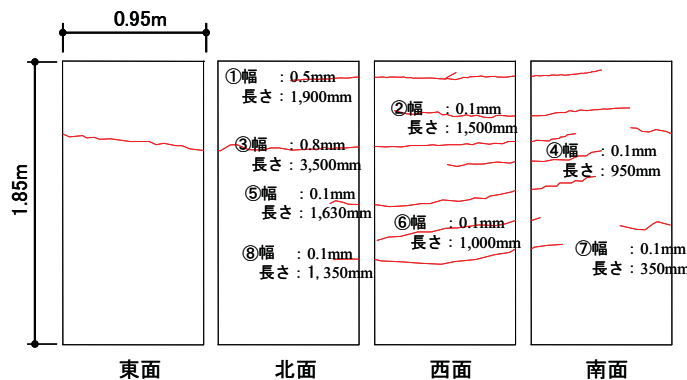 0.95m
1.85m
①幅 : 0.5mm
長さ : 1,900mm
②幅 : 0.1mm
長さ : 1,500mm
③幅 : 0.8mm
長さ : 3,500mm
④幅 : 0.1mm
長さ : 950mm
⑤幅 : 0.1mm
長さ : 1,630mm
⑥幅 : 0.1mm
長さ : 1,000mm
⑦幅 : 0.1mm
長さ : 350mm
⑧幅 : 0.1mm
長さ : 1,350mm
東面 北面 西面 南面